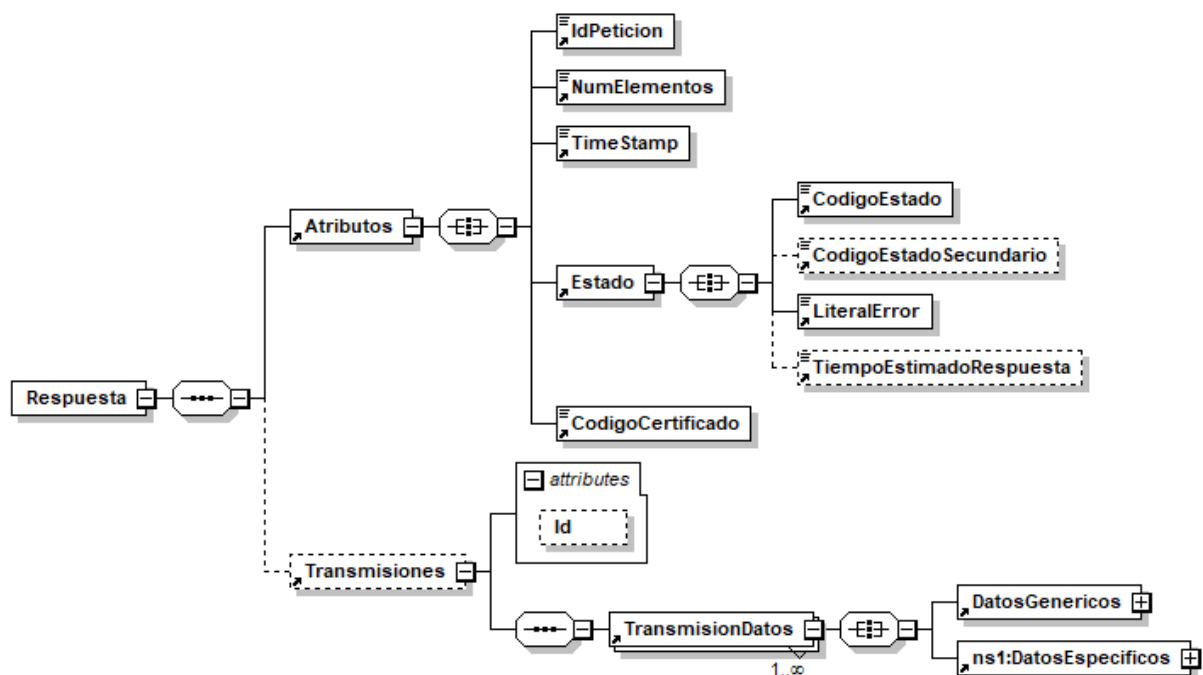 IdPeticion
NumElementos
TimeStamp
CodigoEstado
Atributos
CodigoEstadoSecundario
Estado
LiteralError
TiempoEstimadoRespuesta
Respuesta
CodigoCertificado
attributes
Id
Transmisiones
DatosGenericos
TransmisionDatos
ns1:DatosEspecificos
1..∞